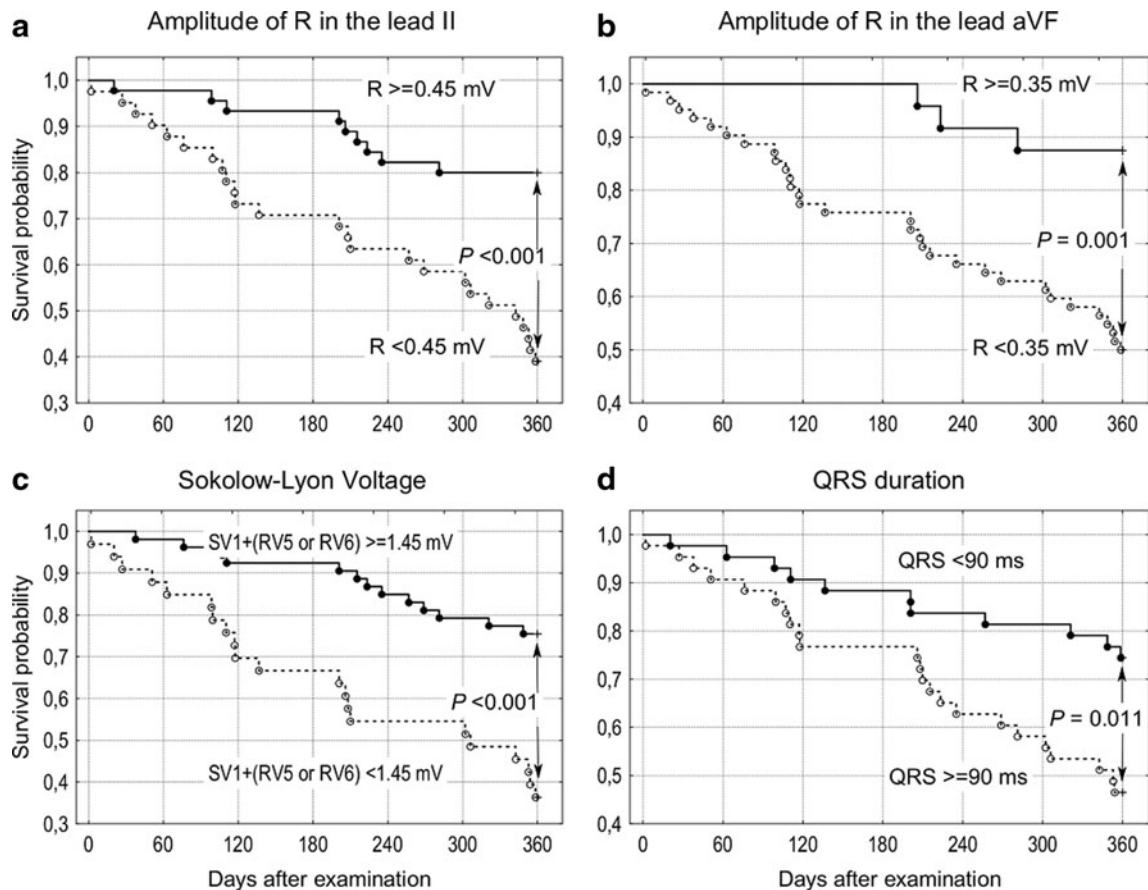 a
Amplitude of R in the lead II
Survival probability
1,0
0,9
0,8
0,7
0,6
0,5
0,4
0,3
R >=0.45 mV
P <0.001
R <0.45 mV
0 60 120 180 240 300 360
b
Amplitude of R in the lead aVF
1,0
0,9
0,8
0,7
0,6
0,5
0,4
R >=0.35 mV
P = 0.001
R <0.35 mV
0 60 120 180 240 300 360
c
Sokolow-Lyon Voltage
Survival probability
1,0
0,9
0,8
0,7
0,6
0,5
0,4
0,3
SV1+(RV5 or RV6) >=1.45 mV
P <0.001
SV1+(RV5 or RV6) <1.45 mV
0 60 120 180 240 300 360
Days after examination
d
QRS duration
1,0
0,9
0,8
0,7
0,6
0,5
0,4
QRS <90 ms
P = 0.011
QRS >=90 ms
0 60 120 180 240 300 360
Days after examination